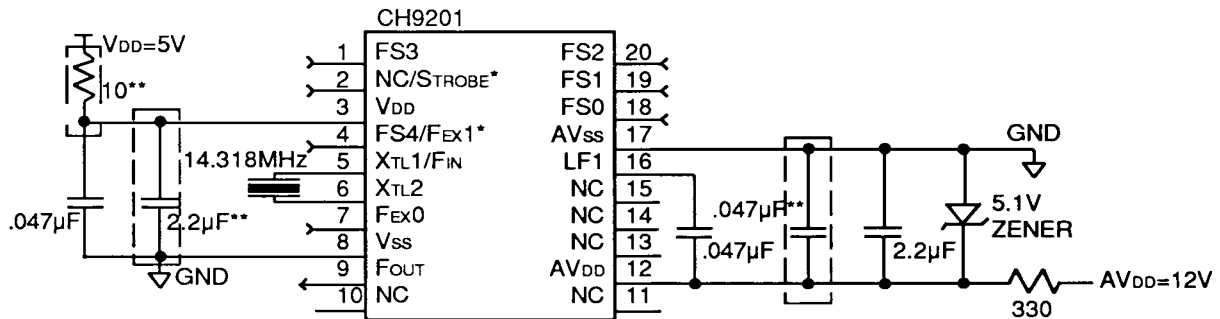 CH9201
VDD=5V
10**
.047µF
2.2µF**
GND
14.318MHz
1 FS3
2 NC/STROBE*
3 VDD
4 FS4/FEX1*
5 XTL1/FIN
6 XTL2
7 FEX0
8 VSS
9 FOUT
10 NC
FS2 20
FS1 19
FS0 18
AVSS 17
LF1 16
NC 15
NC 14
NC 13
AVDD 12
NC 11
GND
.047µF**
.047µF
2.2µF
5.1V
ZENER
330
AVDD=12V